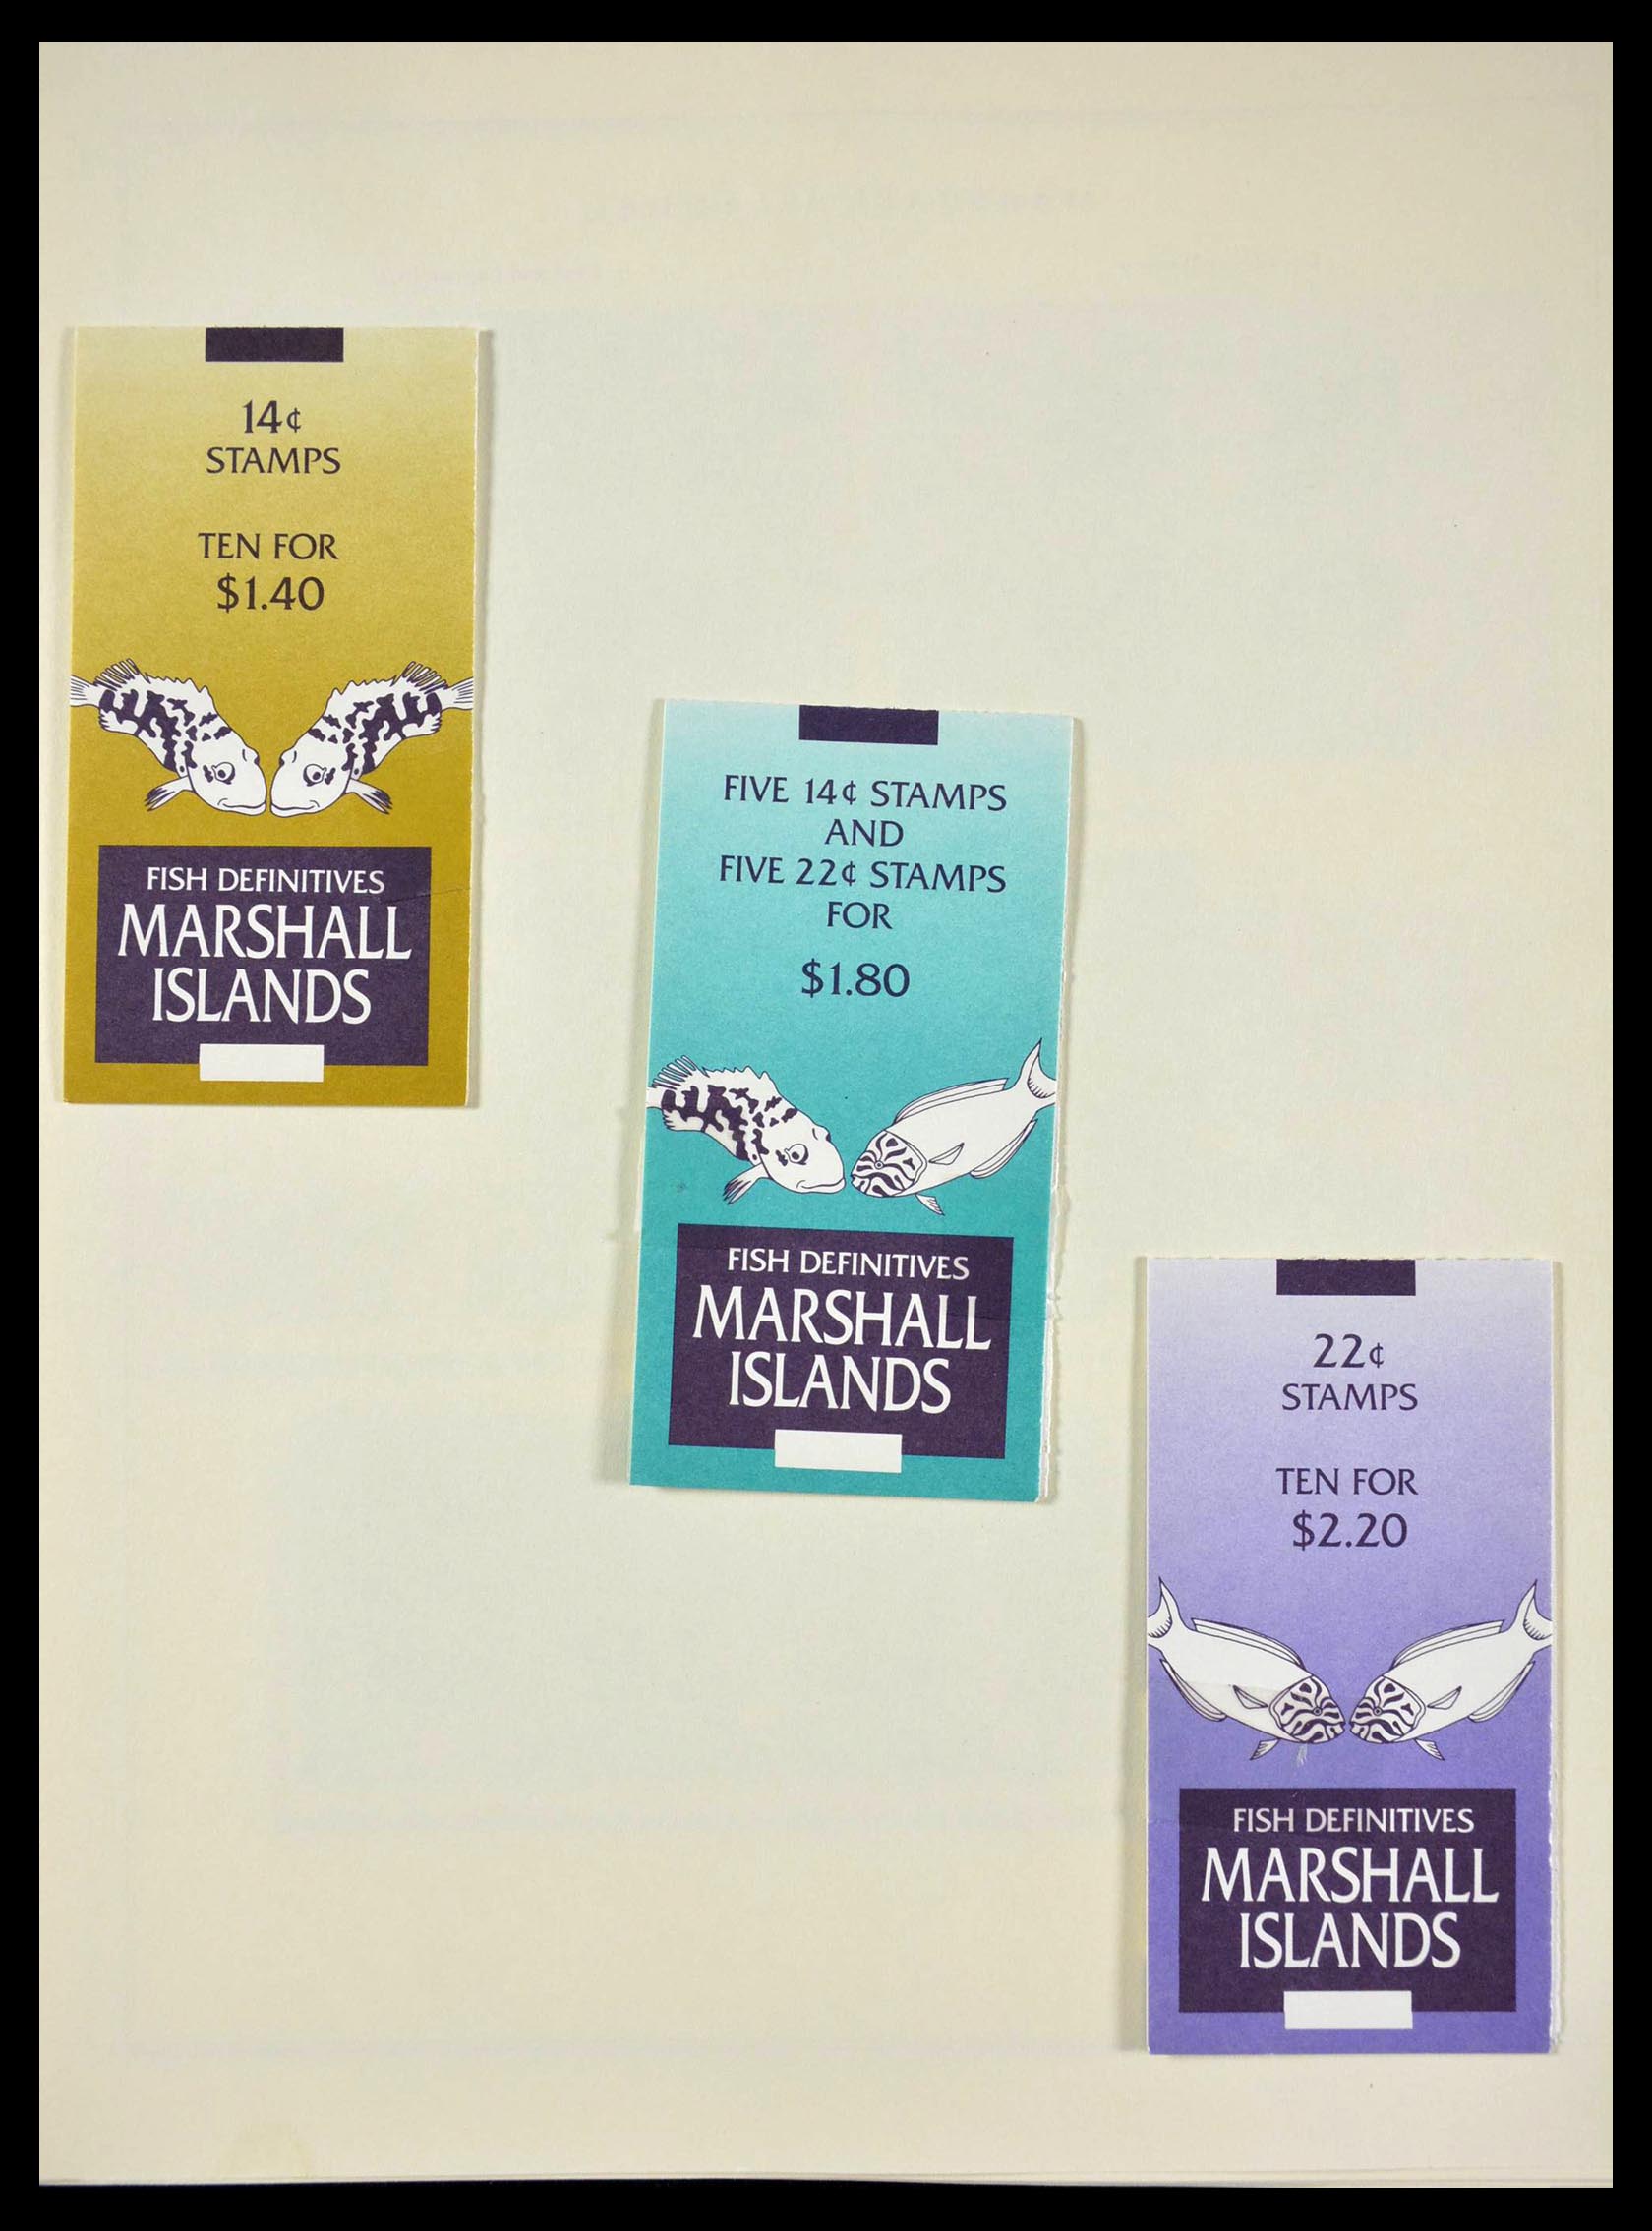 14¢
STAMPS
TEN FOR
$1.40
FISH DEFINITIVES
MARSHALL
ISLANDS
FIVE 14¢ STAMPS
AND
FIVE 22¢ STAMPS
FOR
$1.80
FISH DEFINITIVES
MARSHALL
ISLANDS
22¢
STAMPS
TEN FOR
$2.20
FISH DEFINITIVES
MARSHALL
ISLANDS